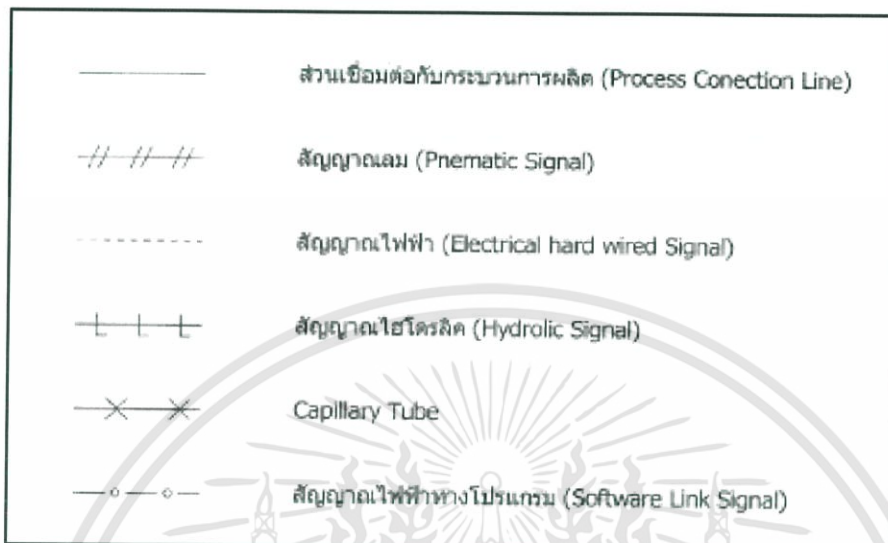 ส่วนเชื่อมต่อกับกระบวนการผลิต (Process Conection Line)
สัญญาณลม (Pnematic Signal)
สัญญาณไฟฟ้า (Electrical hard wired Signal)
สัญญาณไฮโดรลิค (Hydrolic Signal)
Capillary Tube
สัญญาณไฟฟ้าทางโปรแกรม (Software Link Signal)